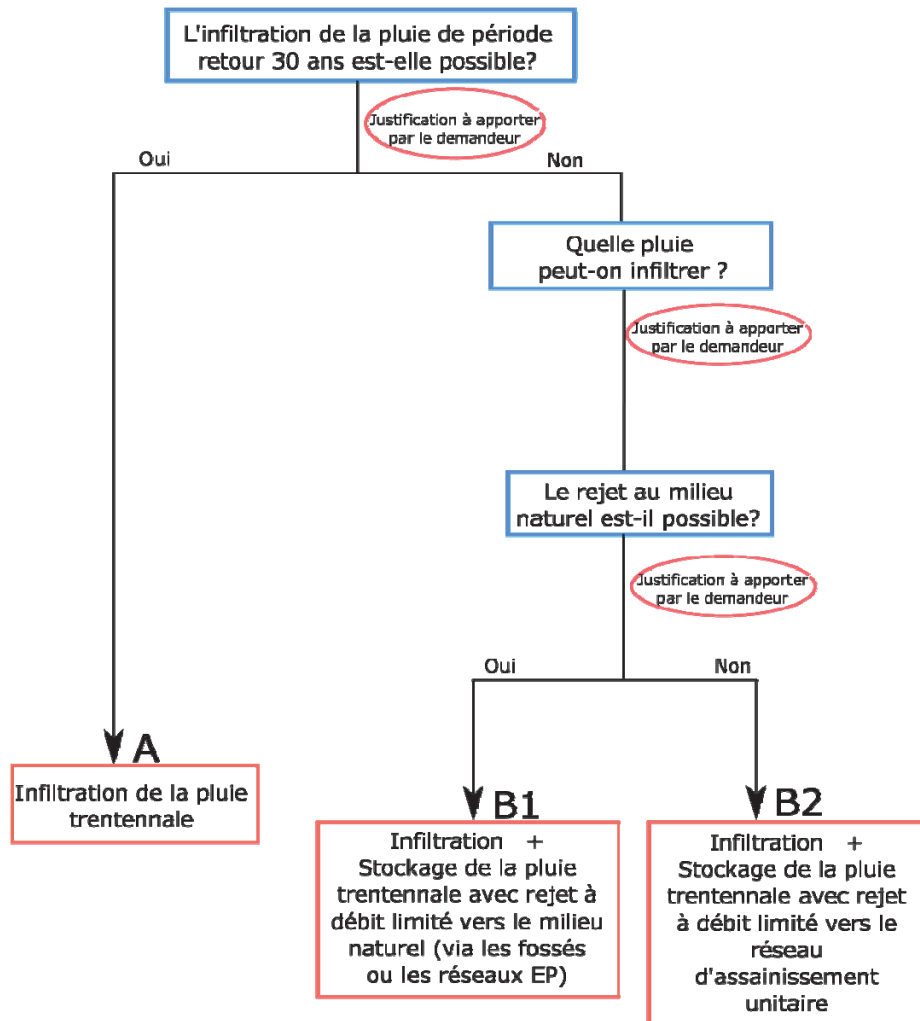 L'infiltration de la pluie de période
retour 30 ans est-elle possible?
Justification à apporter
par le demandeur
Oui
Non
Quelle pluie
peut-on infiltrer ?
Justification à apporter
par le demandeur
Le rejet au milieu
naturel est-il possible?
Justification à apporter
par le demandeur
Oui
Non
A
Infiltration de la pluie
trentennale
B1
Infiltration +
Stockage de la pluie
trentennale avec rejet à
débit limité vers le milieu
naturel (via les fossés
ou les réseaux EP)
B2
Infiltration +
Stockage de la pluie
trentennale avec rejet
à débit limité vers le
réseau
d'assainissement
unitaire